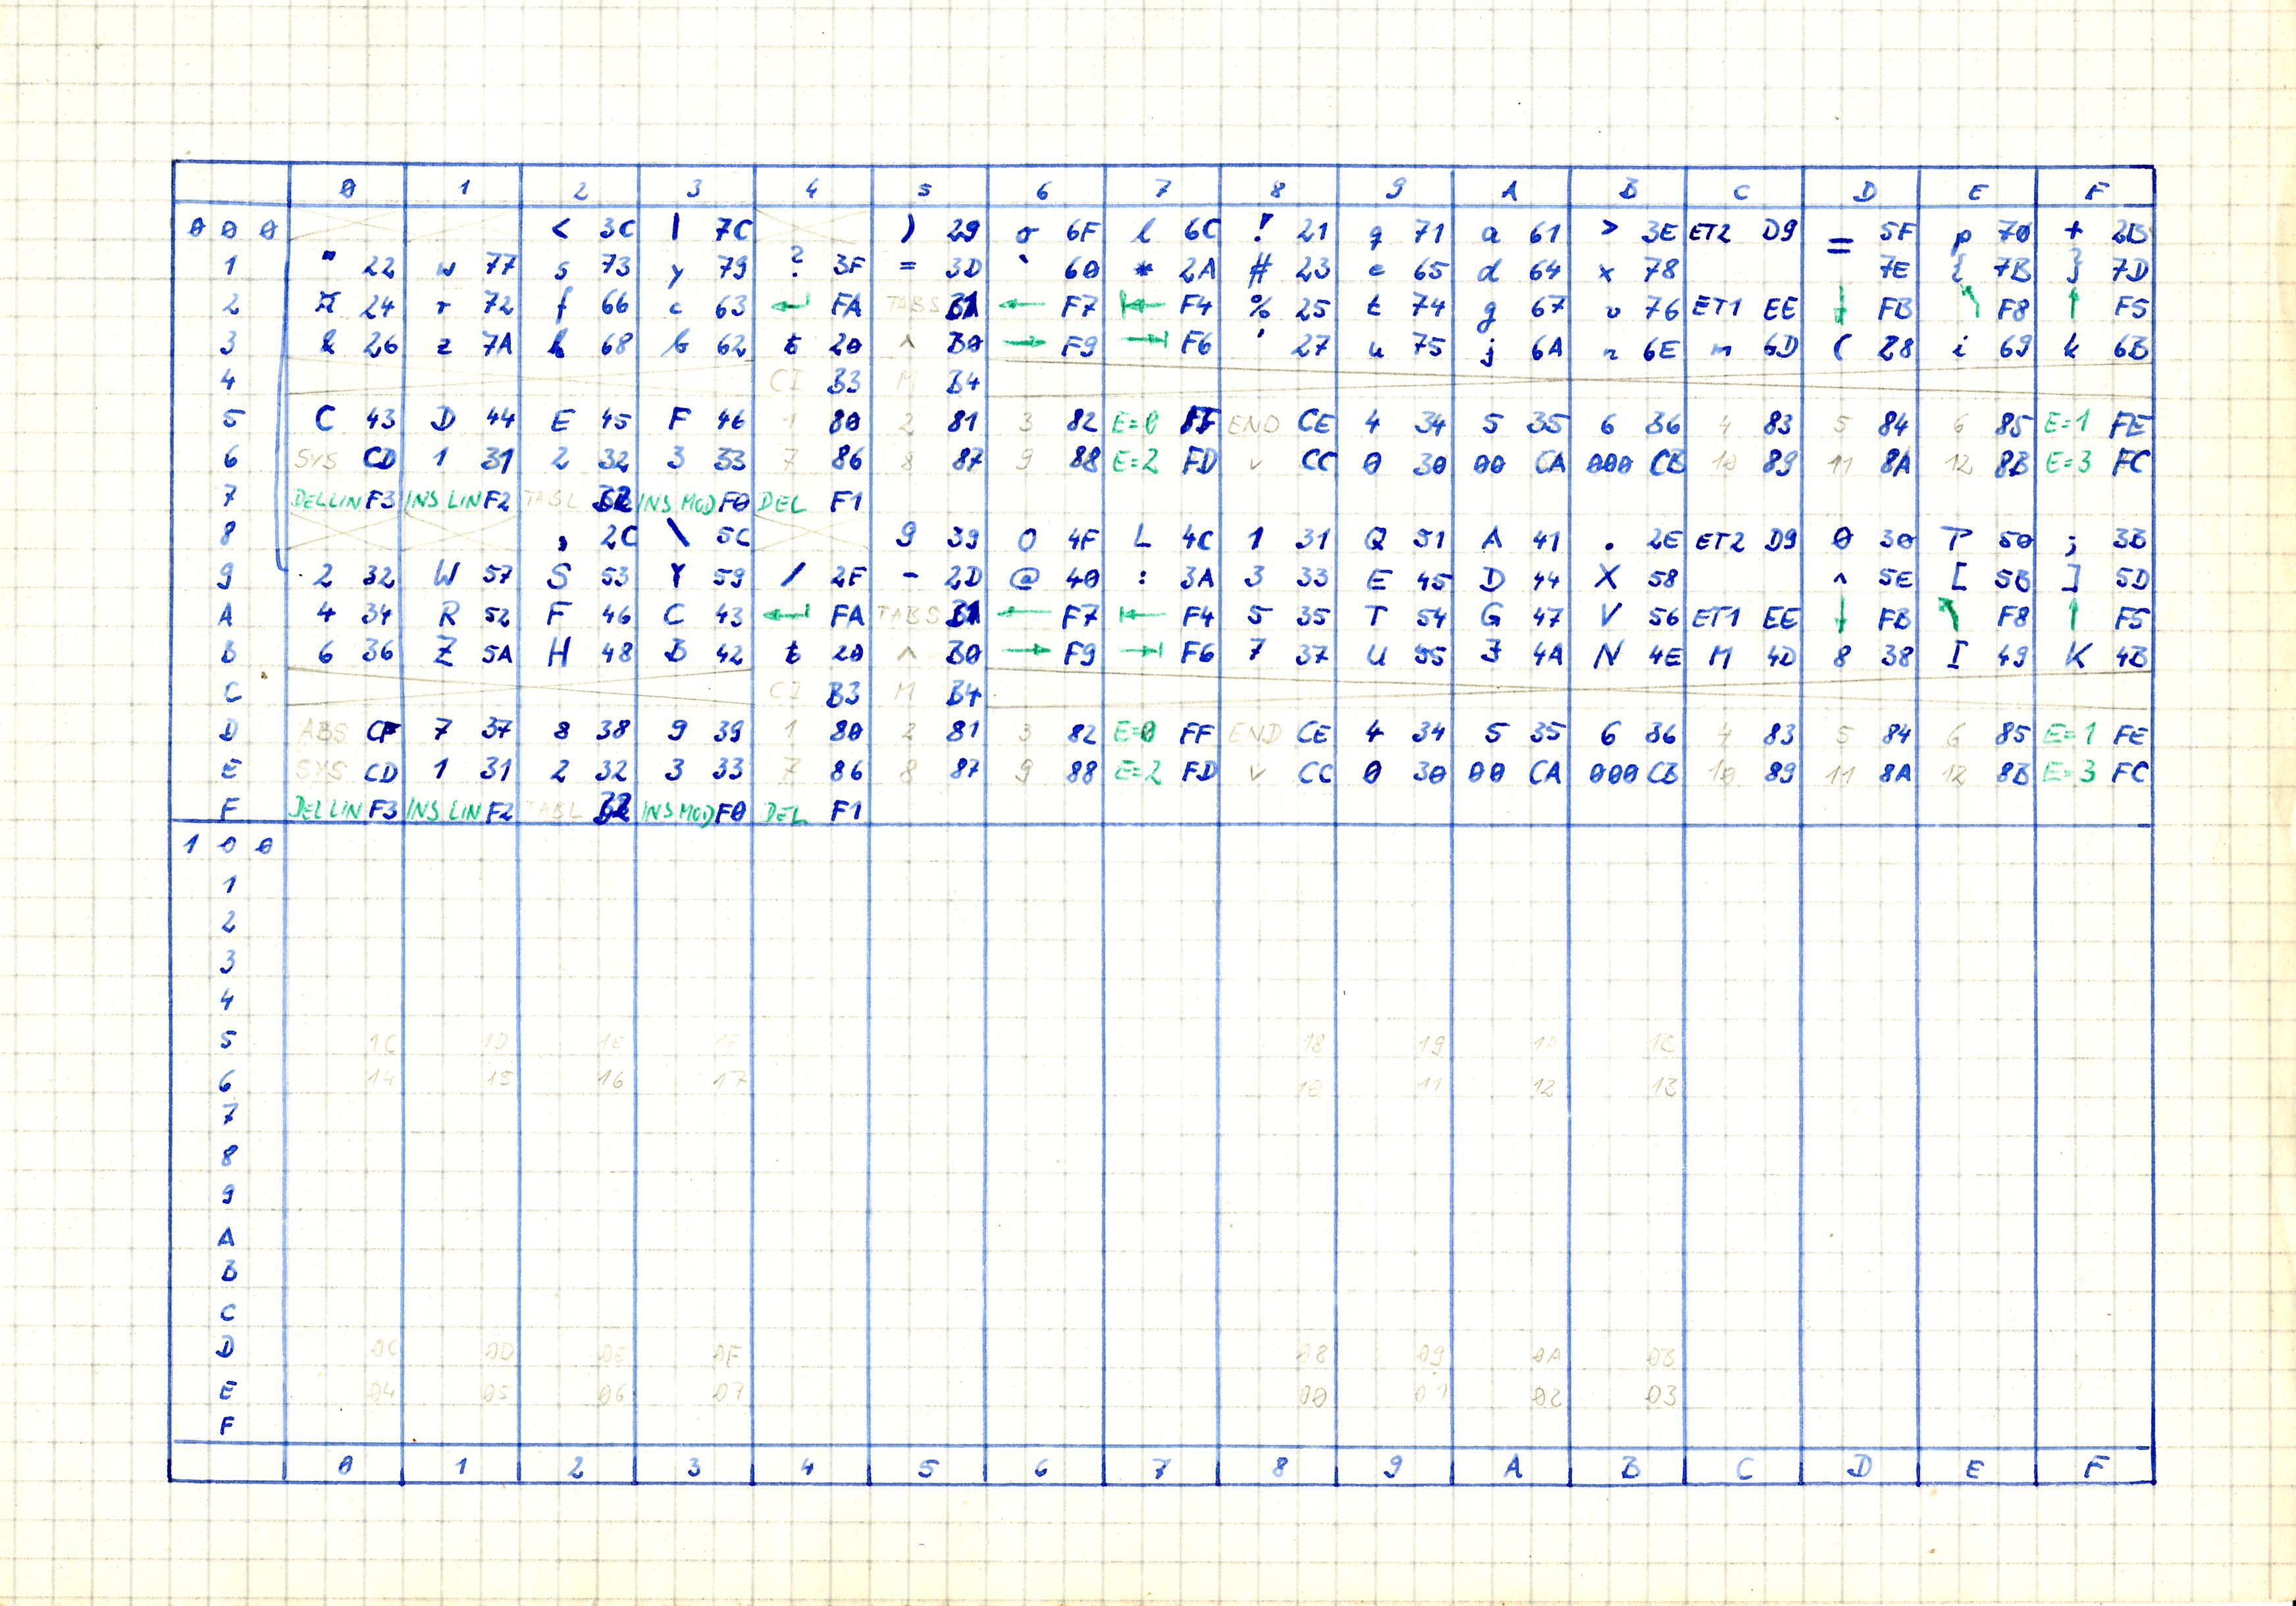 0 1 2 3 4 5 6 7 8 9 A B C D E F
0 0 0 < 3C | 7C ) 29 o 6F l 6C ! 21 q 71 a 61 > 3E ET2 D9 _ 5F p 70 + 2B
1 " 22 w 77 s 73 y 79 ? 3F = 3D ` 60 * 2A # 23 e 65 d 64 x 78 7E { 7B } 7D
2 ¤ 24 r 72 f 66 c 63 ↵ FA TABS B1 ← F7 |← F4 % 25 t 74 g 67 v 76 ET1 EE ↓ FB ↖ F8 ↑ F5
3 & 26 z 7A h 68 b 62 ƀ 20 ^ B0 → F9 →| F6 ' 27 u 75 j 6A n 6E m 6D ( 28 i 69 k 6B
4 CI B3 M B4
5 C 43 D 44 E 45 F 46 1 80 2 81 3 82 E=0 FF END CE 4 34 5 35 6 36 4 83 5 84 6 85 E=1 FE
6 SYS CD 1 31 2 32 3 33 7 86 8 87 9 88 E=2 FD v CC 0 30 00 CA 000 CB 10 89 11 8A 12 8B E=3 FC
7 DEL LIN F3 INS LIN F2 TABL B2 INS MOD F0 DEL F1
8 , 2C \ 5C 9 39 O 4F L 4C 1 31 Q 51 A 41 . 2E ET2 D9 0 30 P 50 ; 3B
9 2 32 W 57 S 53 Y 59 / 2F - 2D @ 40 : 3A 3 33 E 45 D 44 X 58 ^ 5E [ 5B ] 5D
A 4 34 R 52 F 46 C 43 ↵ FA TABS B1 ← F7 |← F4 5 35 T 54 G 47 V 56 ET1 EE ↓ FB ↖ F8 ↑ F5
B 6 36 Z 5A H 48 B 42 ƀ 20 ^ B0 → F9 →| F6 7 37 U 55 J 4A N 4E M 4D 8 38 I 49 K 4B
C CI B3 M B4
D ABS CF 7 37 8 38 9 39 1 80 2 81 3 82 E=0 FF END CE 4 34 5 35 6 36 4 83 5 84 6 85 E=1 FE
E SYS CD 1 31 2 32 3 33 7 86 8 87 9 88 E=2 FD v CC 0 30 00 CA 000 CB 10 89 11 8A 12 8B E=3 FC
F DEL LIN F3 INS LIN F2 TABL B2 INS MOD F0 DEL F1
1 0 0
1
2
3
4
5 1C 1D 1E 1F 18 19 1A 1B
6 14 15 16 17 10 11 12 13
7
8
9
A
B
C
D 0C 0D 0E 0F 08 09 0A 0B
E 04 05 06 07 00 01 02 03
F
0 1 2 3 4 5 6 7 8 9 A B C D E F